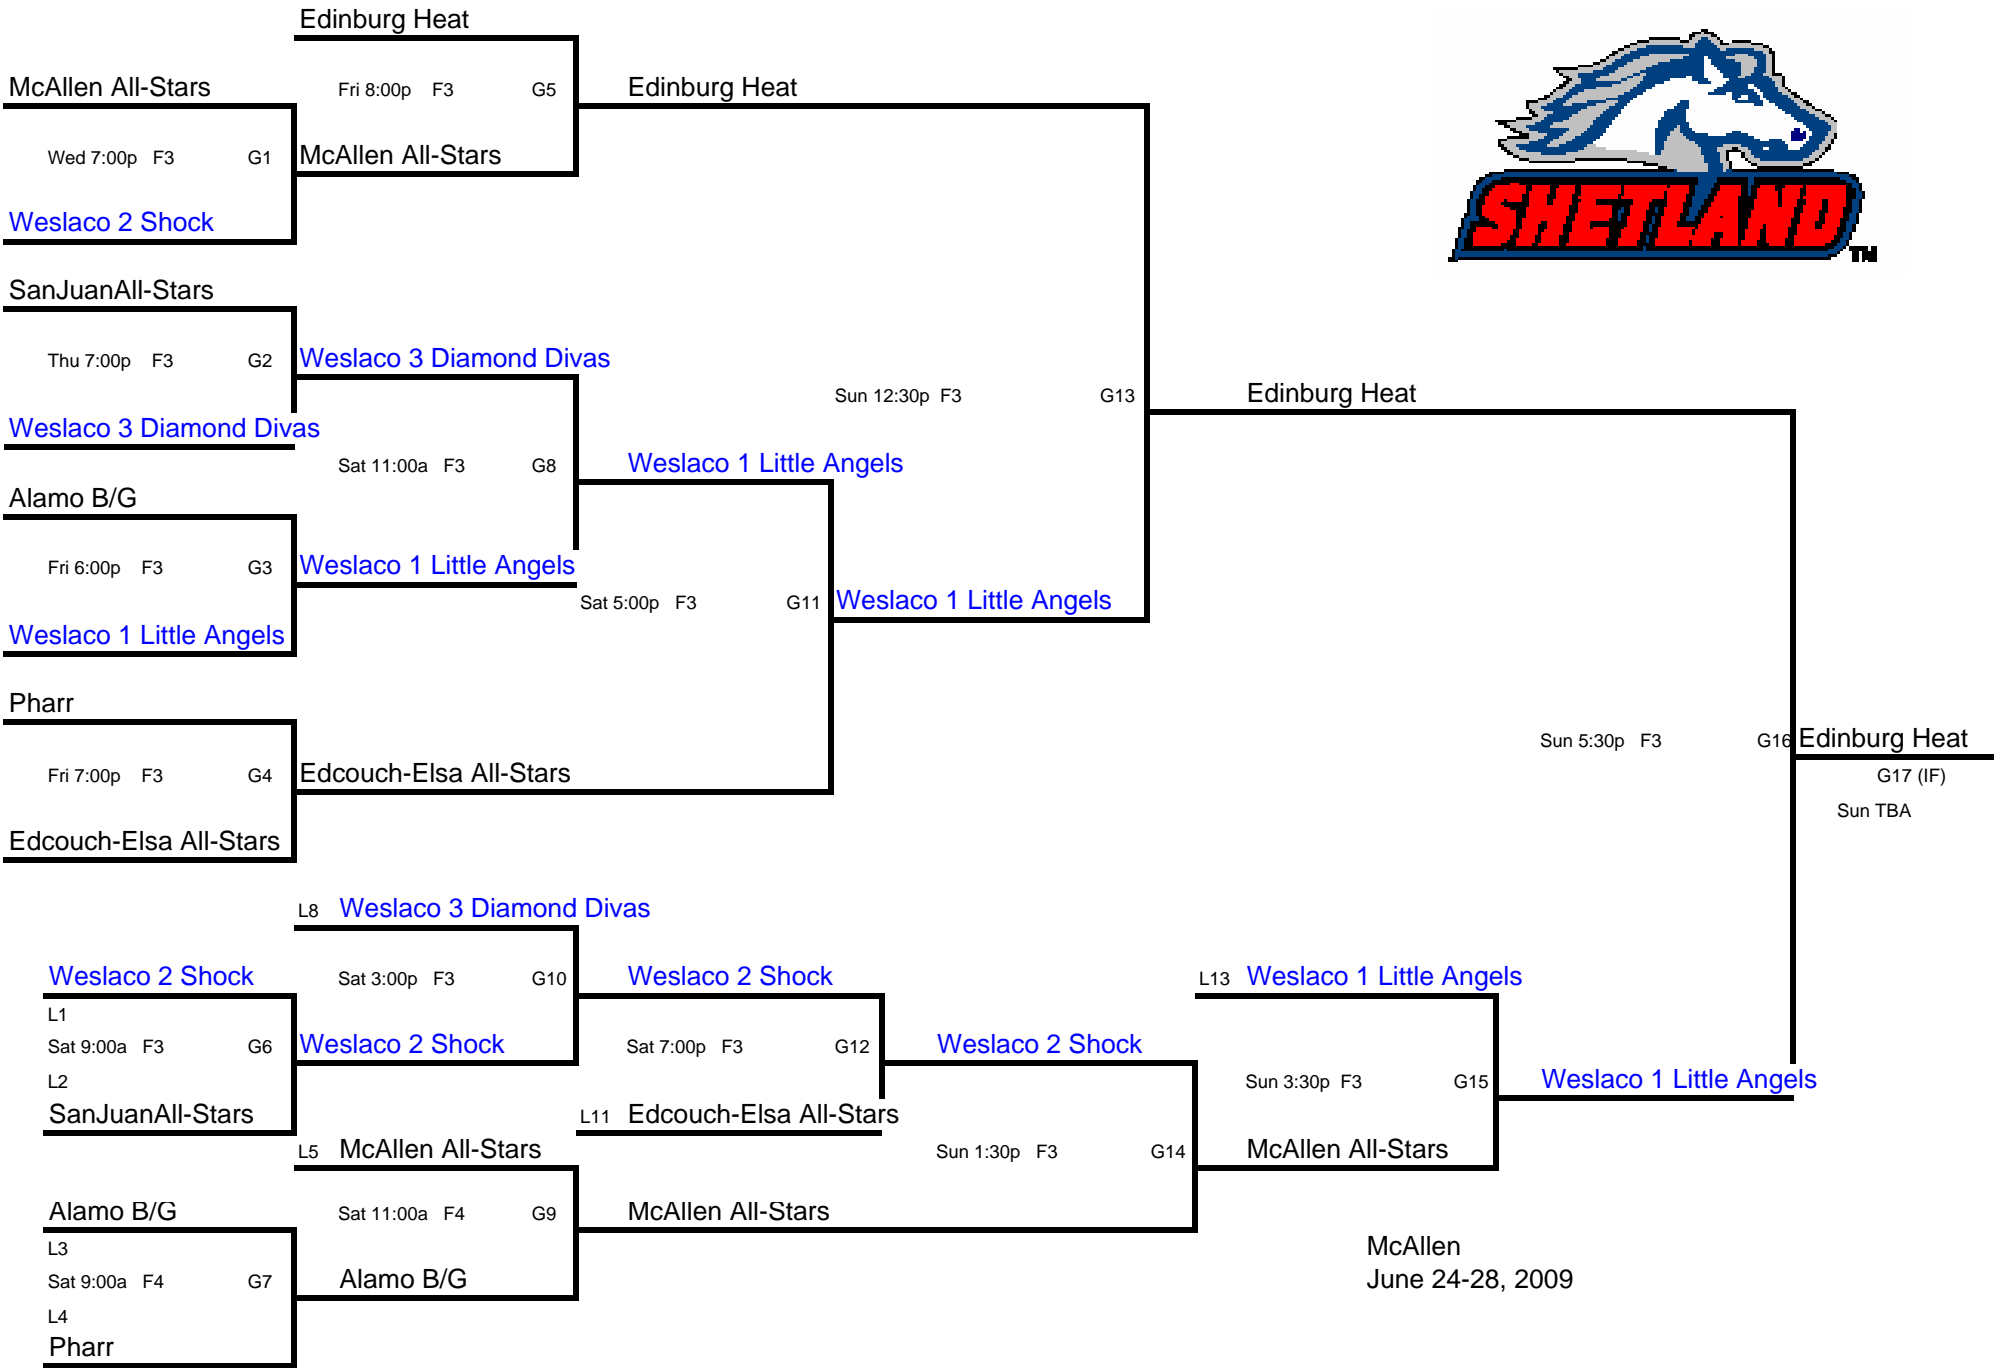 Edinburg Heat
McAllen All-Stars
Fri 8:00p F3 G5
Edinburg Heat
Wed 7:00p F3 G1
McAllen All-Stars
Weslaco 2 Shock
SHETLAND
TM
SanJuanAll-Stars
Thu 7:00p F3 G2
Weslaco 3 Diamond Divas
Sun 12:30p F3 G13
Edinburg Heat
Weslaco 3 Diamond Divas
Sat 11:00a F3 G8
Weslaco 1 Little Angels
Alamo B/G
Fri 6:00p F3 G3
Weslaco 1 Little Angels
Sat 5:00p F3 G11
Weslaco 1 Little Angels
Weslaco 1 Little Angels
Pharr
Sun 5:30p F3 G16
Edinburg Heat
Fri 7:00p F3 G4
Edcouch-Elsa All-Stars
G17 (IF)
Sun TBA
Edcouch-Elsa All-Stars
L8 Weslaco 3 Diamond Divas
Weslaco 2 Shock
Sat 3:00p F3 G10
Weslaco 2 Shock
L13 Weslaco 1 Little Angels
L1
Sat 9:00a F3 G6
Weslaco 2 Shock
Sat 7:00p F3 G12
Weslaco 2 Shock
L2
Sun 3:30p F3 G15
Weslaco 1 Little Angels
SanJuanAll-Stars
L11 Edcouch-Elsa All-Stars
L5 McAllen All-Stars
Sun 1:30p F3 G14
McAllen All-Stars
Alamo B/G
Sat 11:00a F4 G9
McAllen All-Stars
L3
McAllen
Sat 9:00a F4 G7
Alamo B/G
June 24-28, 2009
L4
Pharr